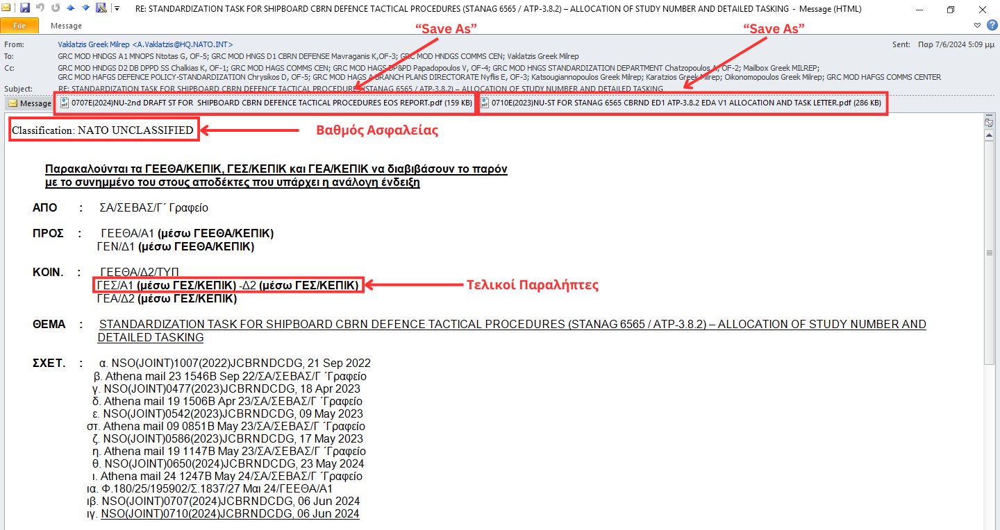 RE: STANDARDIZATION TASK FOR SHIPBOARD CBRN DEFENCE TACTICAL PROCEDURES (STANAG 6565 / ATP-3.8.2) – ALLOCATION OF STUDY NUMBER AND DETAILED TASKING - Message (HTML)
File Message
“Save As” “Save As”
From: Vaklatzis Greek Milrep <A.Vaklatzis@HQ.NATO.INT> Sent: Παρ 7/6/2024 5:09 μμ
To: GRC MOD HNDGS A1 MNOPS Ntotas G, OF-5; GRC MOD HNGS D1 CBRN DEFENSE Mavraganis K,OF-3; GRC MOD HNDGS COMMS CEN; Vaklatzis Greek Milrep
Cc: GRC MOD HNDGS D2 DB DPPD SS Chalkias K, OF-1; GRC MOD HAGS COMMS CEN; GRC MOD HAGS DP&PD Papadopoulos V, OF-4; GRC MOD HNGS STANDARDIZATION DEPARTMENT Chatzopoulos A, OF-2; Mailbox Greek MILREP;
GRC MOD HAFGS DEFENCE POLICY-STANDARDIZATION Chrysikos D, OF-5; GRC MOD HAGS A BRANCH PLANS DIRECTORATE Nyflis E, OF-3; Katsougiannopoulos Greek Milrep; Karatzios Greek Milrep; Oikonomopoulos Greek Milrep; GRC MOD HAFGS COMMS CENTER
Subject: RE: STANDARDIZATION TASK FOR SHIPBOARD CBRN DEFENCE TACTICAL PROCEDURES (STANAG 6565 / ATP-3.8.2) – ALLOCATION OF STUDY NUMBER AND DETAILED TASKING
Message 0707E(2024)NU-2nd DRAFT ST FOR SHIPBOARD CBRN DEFENCE TACTICAL PROCEDURES EOS REPORT.pdf (159 KB) 0710E(2023)NU-ST FOR STANAG 6565 CBRND ED1 ATP-3.8.2 EDA V1 ALLOCATION AND TASK LETTER.pdf (286 KB)
Classification: NATO UNCLASSIFIED Βαθμός Ασφαλείας
Παρακαλούνται τα ΓΕΕΘΑ/ΚΕΠΙΚ, ΓΕΣ/ΚΕΠΙΚ και ΓΕΑ/ΚΕΠΙΚ να διαβιβάσουν το παρόν
με το συνημμένο του στους αποδέκτες που υπάρχει η ανάλογη ένδειξη
ΑΠΟ : ΣΑ/ΣΕΒΑΣ/Γ΄ Γραφείο
ΠΡΟΣ : ΓΕΕΘΑ/Α1 (μέσω ΓΕΕΘΑ/ΚΕΠΙΚ)
ΓΕΝ/Δ1 (μέσω ΓΕΕΘΑ/ΚΕΠΙΚ)
ΚΟΙΝ. : ΓΕΕΘΑ/Δ2/ΤΥΠ
ΓΕΣ/Α1 (μέσω ΓΕΣ/ΚΕΠΙΚ) -Δ2 (μέσω ΓΕΣ/ΚΕΠΙΚ) Τελικοί Παραλήπτες
ΓΕΑ/Δ2 (μέσω ΓΕΣ/ΚΕΠΙΚ)
ΘΕΜΑ : STANDARDIZATION TASK FOR SHIPBOARD CBRN DEFENCE TACTICAL PROCEDURES (STANAG 6565 / ATP-3.8.2) – ALLOCATION OF STUDY NUMBER AND
DETAILED TASKING
ΣΧΕΤ. : α. NSO(JOINT)1007(2022)JCBRNDCDG, 21 Sep 2022
β. Athena mail 23 1546B Sep 22/ΣΑ/ΣΕΒΑΣ/Γ ΄Γραφείο
γ. NSO(JOINT)0477(2023)JCBRNDCDG, 18 Apr 2023
δ. Athena mail 19 1506B Apr 23/ΣΑ/ΣΕΒΑΣ/Γ ΄Γραφείο
ε. NSO(JOINT)0542(2023)JCBRNDCDG, 09 May 2023
στ. Athena mail 09 0851B May 23/ΣΑ/ΣΕΒΑΣ/Γ ΄Γραφείο
ζ. NSO(JOINT)0586(2023)JCBRNDCDG, 17 May 2023
η. Athena mail 19 1147B May 23/ΣΑ/ΣΕΒΑΣ/Γ ΄Γραφείο
θ. NSO(JOINT)0650(2024)JCBRNDCDG, 23 May 2024
ι. Athena mail 24 1247B May 24/ΣΑ/ΣΕΒΑΣ/Γ ΄Γραφείο
ια. Φ.180/25/195902/Σ.1837/27 Μαι 24/ΓΕΕΘΑ/Α1
ιβ. NSO(JOINT)0707(2024)JCBRNDCDG, 06 Jun 2024
ιγ. NSO(JOINT)0710(2024)JCBRNDCDG, 06 Jun 2024